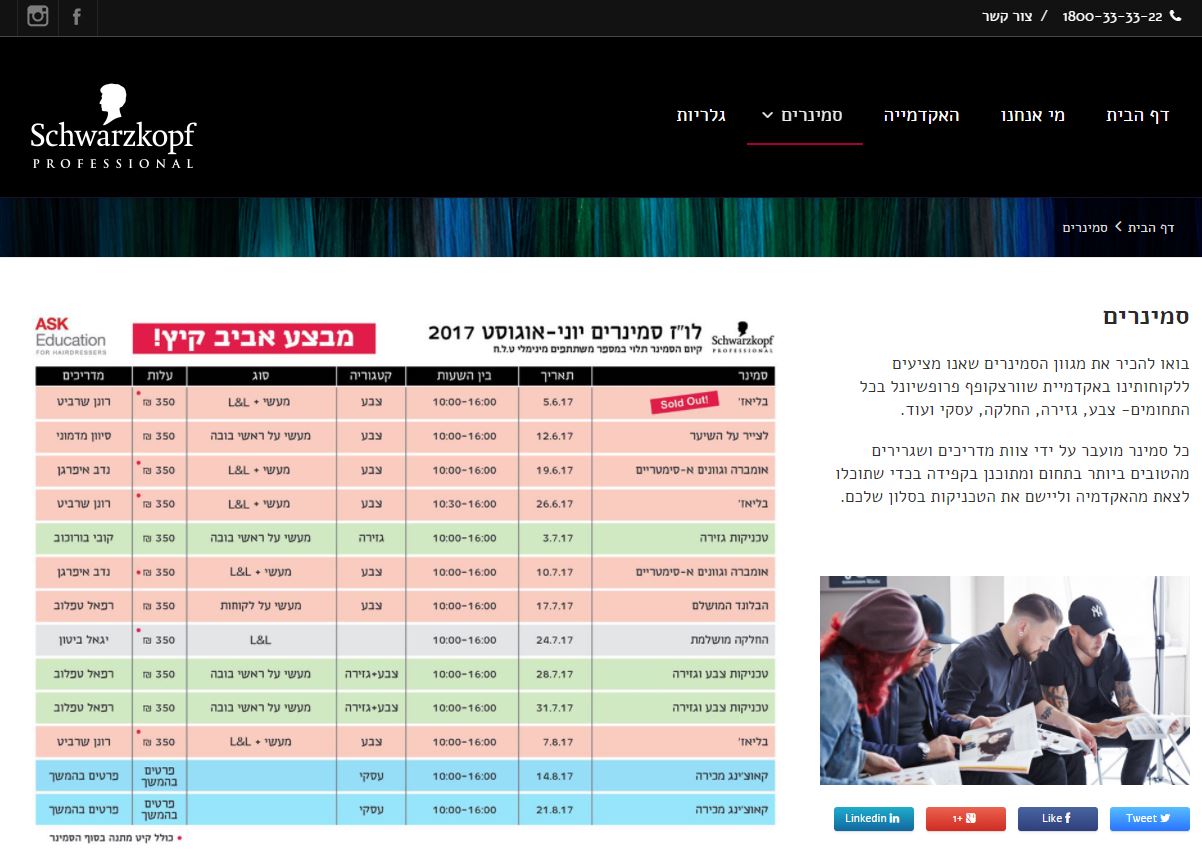 1800-33-33-22 / צור קשר
דף הבית מי אנחנו האקדמייה סמינרים גלריות
Schwarzkopf
PROFESSIONAL
דף הבית > סמינרים
סמינרים
בואו להכיר את מגוון הסמינרים שאנו מציעים
ללקוחותינו באקדמיית שוורצקופף פרופשיונל בכל
התחומים- צבע, גזירה, החלקה, עסקי ועוד.
כל סמינר מועבר על ידי צוות מדריכים ושגרירים
מהטובים ביותר בתחום ומתוכנן בקפידה בכדי שתוכלו
לצאת מהאקדמיה וליישם את הטכניקות בסלון שלכם.
Tweet Like +1 Linkedin in
Schwarzkopf
PROFESSIONAL
לו"ז סמינרים יוני-אוגוסט 2017
קיום הסמינר תלוי במספר משתתפים מינימלי ט.ל.ח
מבצע אביב קיץ!
ASK
Education
FOR HAIRDRESSERS
סמינר תאריך בין השעות קטגוריה סוג עלות מדריכים
בליאז' Sold Out! 5.6.17 10:00-16:00 צבע מעשי + L&L 350 ₪ • רונן שרביט
לצייר על השיער 12.6.17 10:00-16:00 צבע מעשי על ראשי בובה 350 ₪ סיוון מדמוני
אומברה וגוונים א-סימטריים 19.6.17 10:00-16:00 צבע מעשי + L&L 350 ₪ • נדב איפרגן
בליאז' 26.6.17 10:30-16:00 צבע מעשי + L&L 350 ₪ • רונן שרביט
טכניקות גזירה 3.7.17 10:00-16:00 גזירה מעשי על ראשי בובה 350 ₪ קובי בורוכוב
אומברה וגוונים א-סימטריים 10.7.17 10:00-16:00 צבע מעשי + L&L 350 ₪ • נדב איפרגן
הבלונד המושלם 17.7.17 10:00-16:00 צבע מעשי על לקוחות 350 ₪ רפאל טפלוב
החלקה מושלמת 24.7.17 10:00-16:00 L&L 350 ₪ • יגאל ביטון
טכניקות צבע וגזירה 28.7.17 10:00-16:00 צבע+גזירה מעשי על ראשי בובה 350 ₪ רפאל טפלוב
טכניקות צבע וגזירה 31.7.17 10:00-16:00 צבע+גזירה מעשי על ראשי בובה 350 ₪ רפאל טפלוב
בליאז' 7.8.17 10:00-16:00 צבע מעשי + L&L 350 ₪ • רונן שרביט
קאוצ'ינג מכירה 14.8.17 10:00-16:00 עסקי פרטים בהמשך פרטים בהמשך
קאוצ'ינג מכירה 21.8.17 10:00-16:00 עסקי פרטים בהמשך פרטים בהמשך
• כולל קיט מתנה בסוף הסמינר